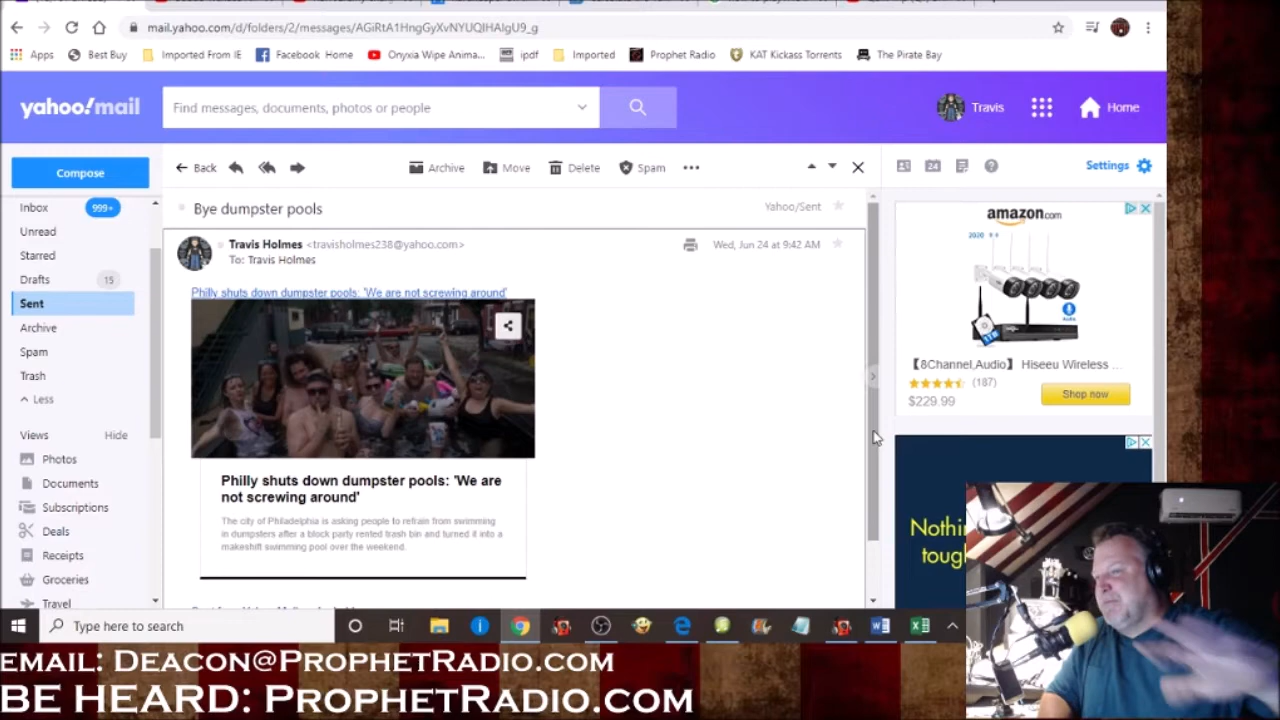 mail.yahoo.com/d/folders/2/messages/AGiRtA1HngGyXvNYUQIHAlgU9_g
Apps Best Buy Imported From IE Facebook Home Onyxia Wipe Anima... ipdf Imported Prophet Radio KAT Kickass Torrents The Pirate Bay
yahoo!mail Find messages, documents, photos or people Travis Home
Compose Back Archive Move Delete Spam Settings
Inbox 999+
Bye dumpster pools Yahoo/Sent
Unread
Starred
Drafts 15
Sent
Archive
Spam
Trash
Less
Views Hide
Photos
Documents
Subscriptions
Deals
Receipts
Groceries
Travel
Travis Holmes <travisholmes238@yahoo.com> Wed, Jun 24 at 9:42 AM
To: Travis Holmes
Philly shuts down dumpster pools: 'We are not screwing around'
Philly shuts down dumpster pools: 'We are
not screwing around'
The city of Philadelphia is asking people to refrain from swimming
in dumpsters after a block party rented trash bin and turned it into a
makeshift swimming pool over the weekend.
amazon.com
2020
【8Channel,Audio】 Hiseeu Wireless ...
(187)
$229.99
Shop now
Audio
Type here to search
EMAIL: DEACON@PROPHETRADIO.COM
BE HEARD: PROPHETRADIO.COM